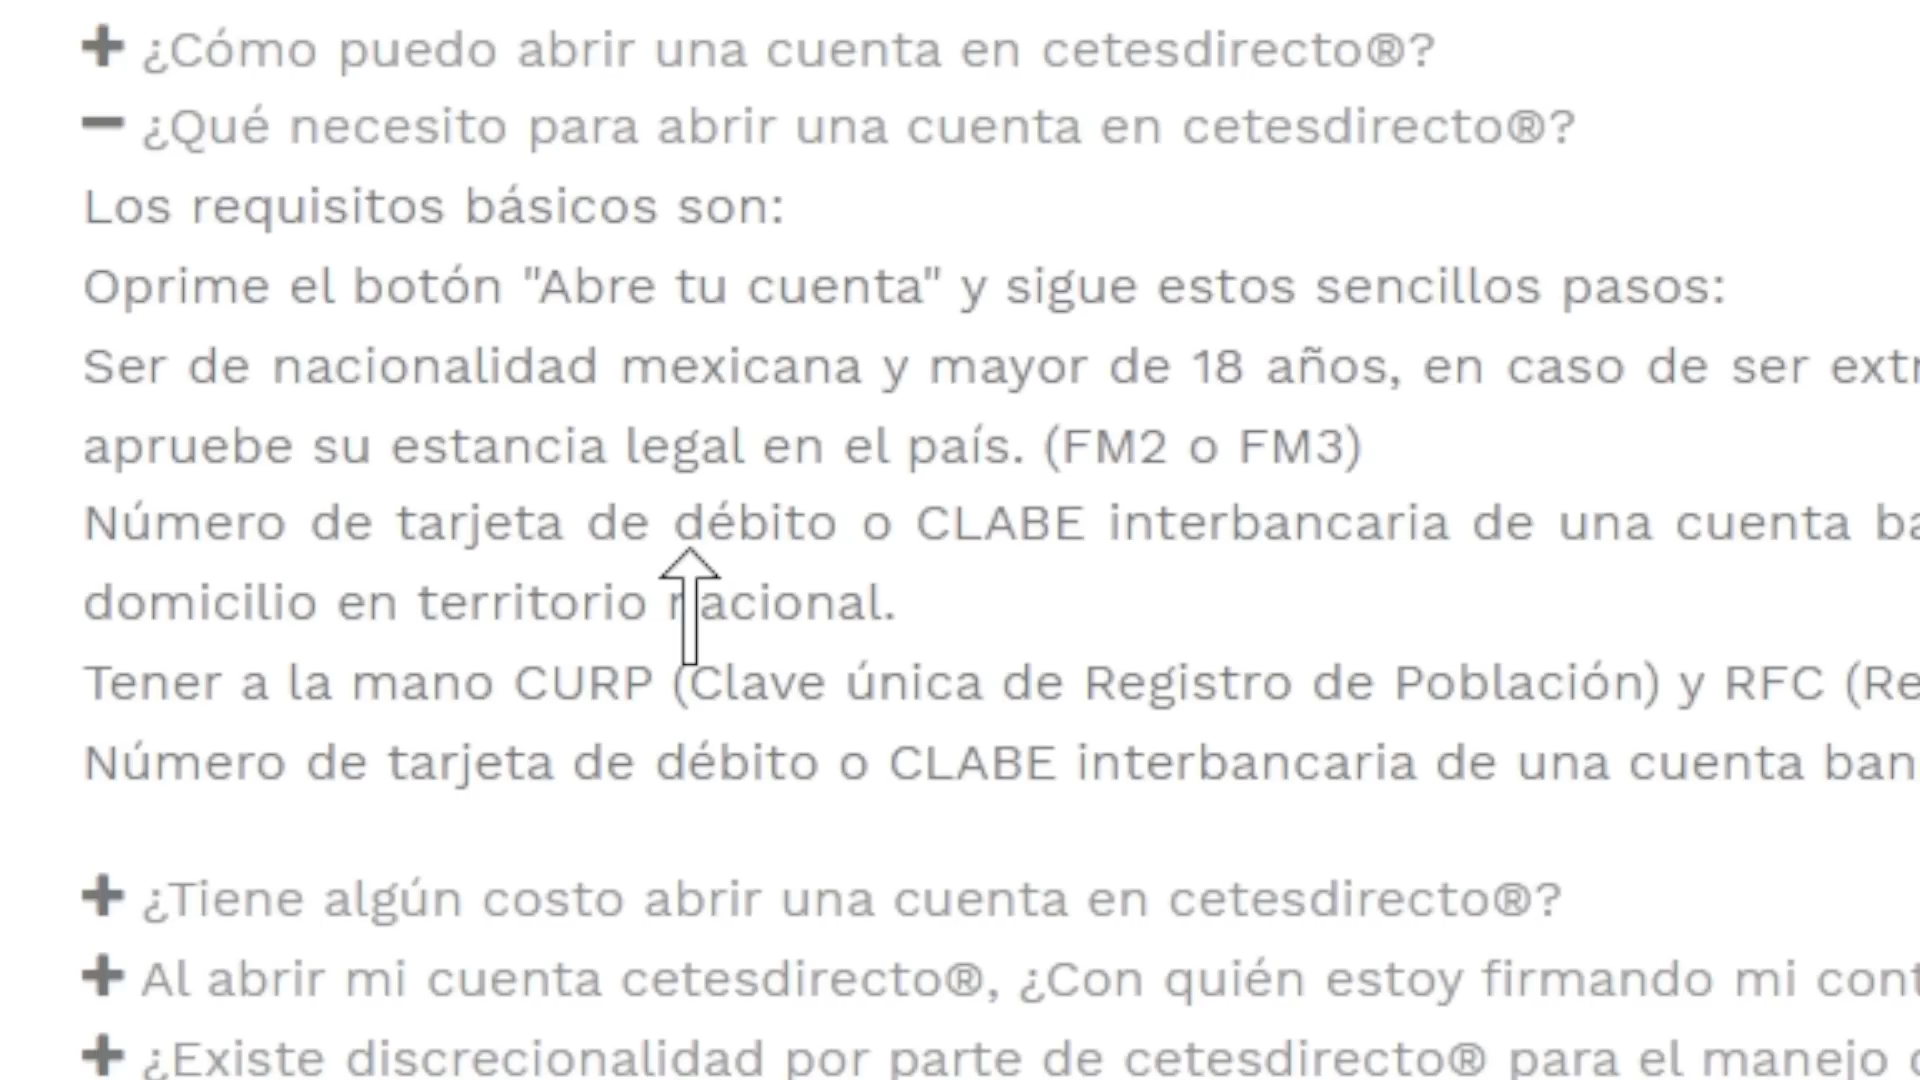 + ¿Cómo puedo abrir una cuenta en cetesdirecto®?
− ¿Qué necesito para abrir una cuenta en cetesdirecto®?
Los requisitos básicos son:
Oprime el botón "Abre tu cuenta" y sigue estos sencillos pasos:
Ser de nacionalidad mexicana y mayor de 18 años, en caso de ser
apruebe su estancia legal en el país. (FM2 o FM3)
Número de tarjeta de débito o CLABE interbancaria de una cuenta
domicilio en territorio nacional.
Tener a la mano CURP (Clave única de Registro de Población) y RFC
Número de tarjeta de débito o CLABE interbancaria de una cuenta
+ ¿Tiene algún costo abrir una cuenta en cetesdirecto®?
+ Al abrir mi cuenta cetesdirecto®, ¿Con quién estoy firmando mi
+ ¿Existe discrecionalidad por parte de cetesdirecto® para el manejo